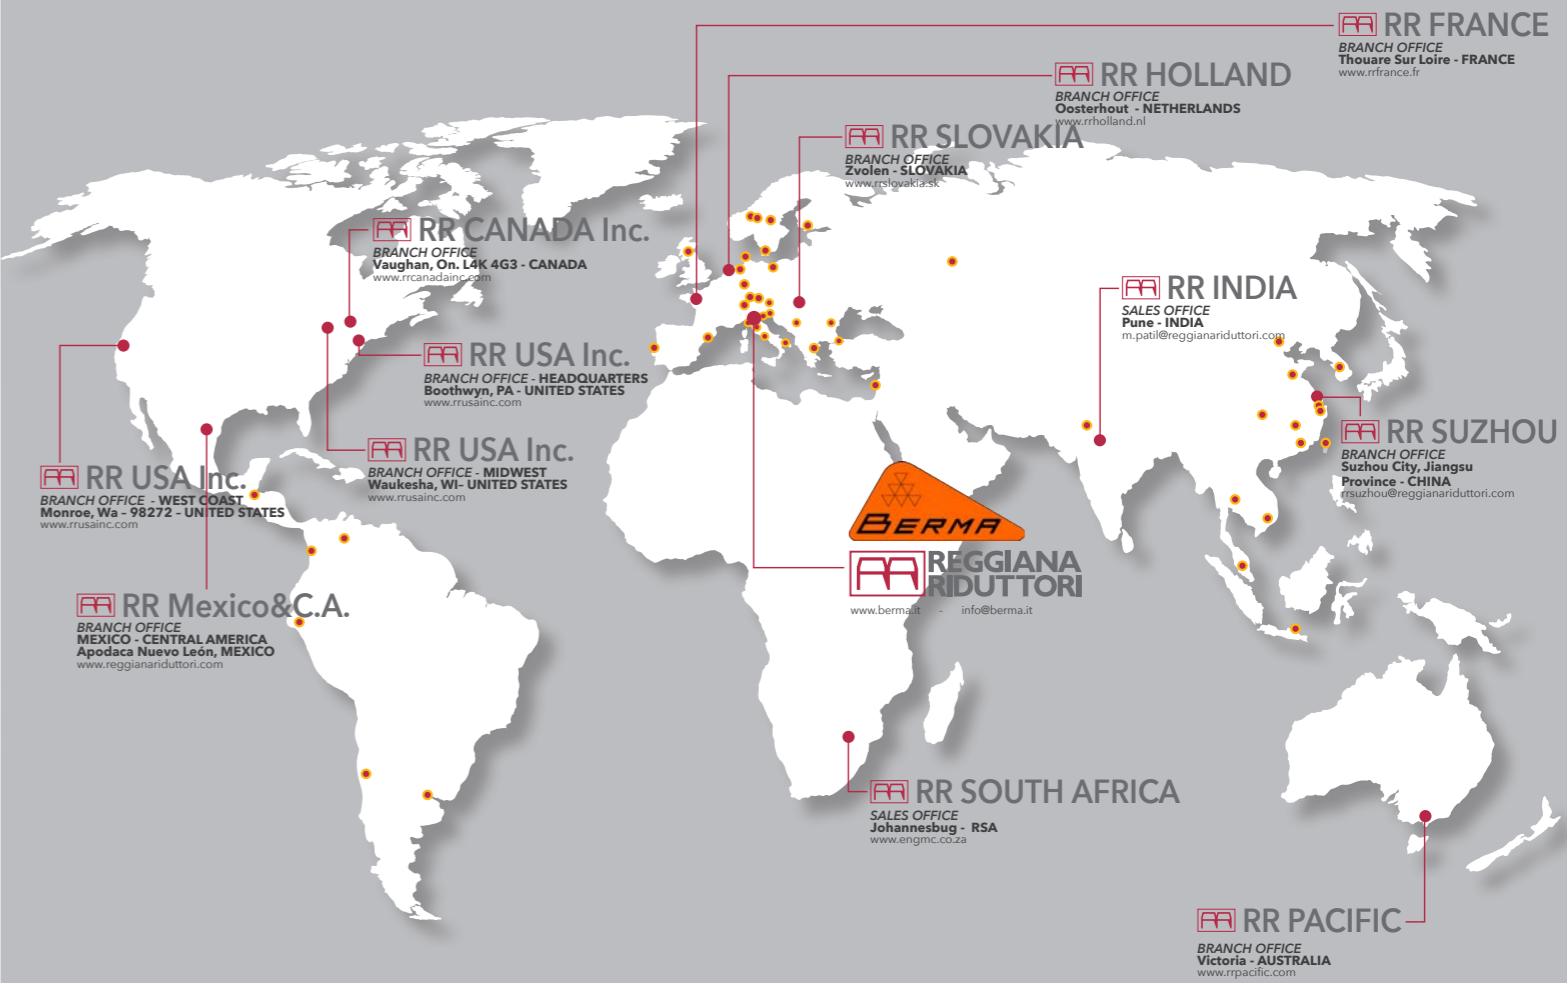 RR FRANCE
BRANCH OFFICE
Thouare Sur Loire - FRANCE
www.rrfrance.fr
RR HOLLAND
BRANCH OFFICE
Oosterhout - NETHERLANDS
www.rrholland.nl
RR SLOVAKIA
BRANCH OFFICE
Zvolen - SLOVAKIA
www.rrslovakia.sk
RR CANADA Inc.
BRANCH OFFICE
Vaughan, On. L4K 4G3 - CANADA
www.rrcanadainc.com
RR INDIA
SALES OFFICE
Pune - INDIA
m.patil@reggianariduttori.com
RR USA Inc.
BRANCH OFFICE - HEADQUARTERS
Boothwyn, PA - UNITED STATES
www.rrusainc.com
RR USA Inc.
BRANCH OFFICE - MIDWEST
Waukesha, WI- UNITED STATES
www.rrusainc.com
RR SUZHOU
BRANCH OFFICE
Suzhou City, Jiangsu
Province - CHINA
rrsuzhou@reggianariduttori.com
RR USA Inc.
BRANCH OFFICE - WEST COAST
Monroe, Wa - 98272 - UNITED STATES
www.rrusainc.com
BERMA
REGGIANA
RIDUTTORI
www.berma.it - info@berma.it
RR Mexico&C.A.
BRANCH OFFICE
MEXICO - CENTRAL AMERICA
Apodaca Nuevo León, MEXICO
www.reggianariduttori.com
RR SOUTH AFRICA
SALES OFFICE
Johannesbug - RSA
www.engmc.co.za
RR PACIFIC
BRANCH OFFICE
Victoria - AUSTRALIA
www.rrpacific.com